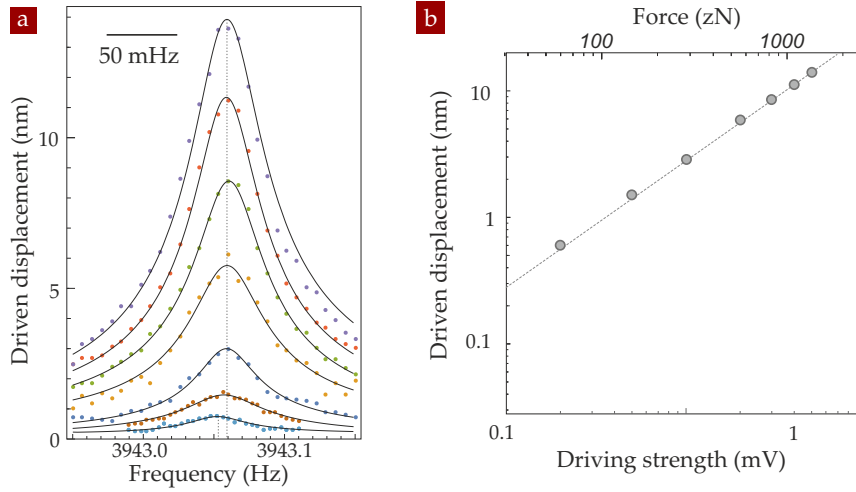 a
50 mHz
Driven displacement (nm)
10
5
0
3943.0
3943.1
Frequency (Hz)
b
Force (zN)
100
1000
Driven displacement (nm)
10
1
0.1
0.1
1
Driving strength (mV)